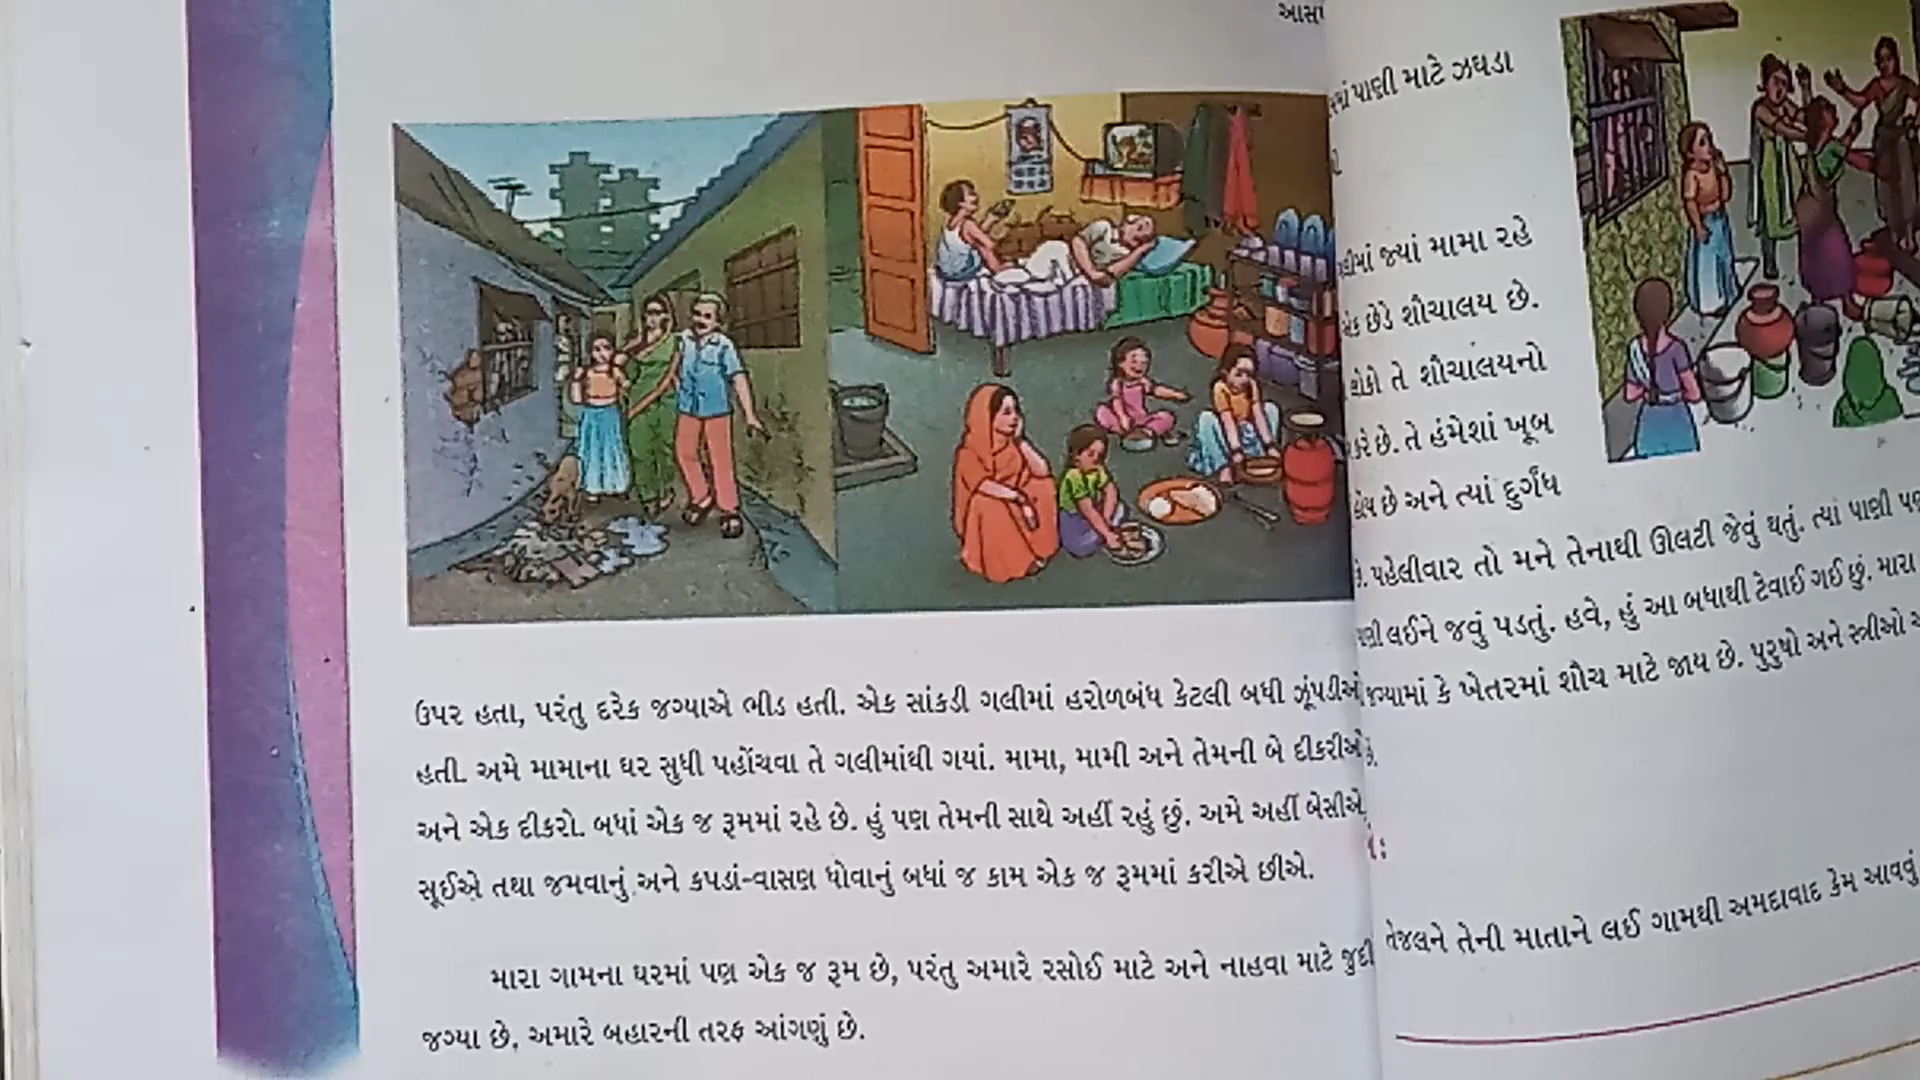 ઉપર હતા, પરંતુ દરેક જગ્યાએ ભીડ હતી. એક સાંકડી ગલીમાં હરોળબંધ કેટલી બધી ઝૂંપડીઓ
હતી. અમે મામાના ઘર સુધી પહોંચવા તે ગલીમાંથી ગયાં. મામા, મામી અને તેમની બે દીકરીઓ
અને એક દીકરો. બધાં એક જ રૂમમાં રહે છે. હું પણ તેમની સાથે અહીં રહું છું. અમે અહીં બેસીએ,
સૂઈએ તથા જમવાનું અને કપડાં-વાસણ ધોવાનું બધાં જ કામ એક જ રૂમમાં કરીએ છીએ.
મારા ગામના ઘરમાં પણ એક જ રૂમ છે, પરંતુ અમારે રસોઈ માટે અને નાહવા માટે જુદી
જગ્યા છે, અમારે બહારની તરફ આંગણું છે.
પાણી માટે ઝઘડા
જ્યાં મામા રહે
છેડે શૌચાલય છે.
તે શૌચાલયનો
કરે છે. તે હંમેશાં ખૂબ
હોય છે અને ત્યાં દુર્ગંધ
પહેલીવાર તો મને તેનાથી ઊલટી જેવું થતું. ત્યાં પાણી પણ
લઈને જવું પડતું. હવે, હું આ બધાથી ટેવાઈ ગઈ છું. મારા
જગ્યામાં કે ખેતરમાં શૌચ માટે જાય છે. પુરુષો અને સ્ત્રીઓ
તેજલને તેની માતાને લઈ ગામથી અમદાવાદ કેમ આવવું